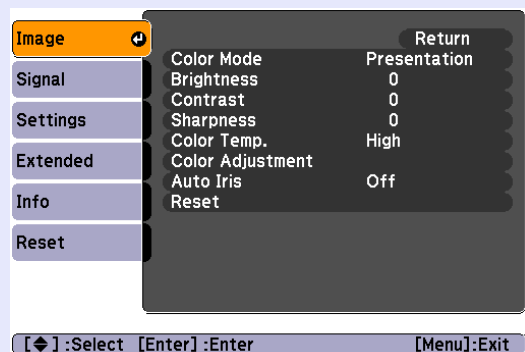 Image
Signal
Settings
Extended
Info
Reset
Return
Color Mode Presentation
Brightness 0
Contrast 0
Sharpness 0
Color Temp. High
Color Adjustment
Auto Iris Off
Reset
[◆] :Select [Enter] :Enter [Menu]:Exit